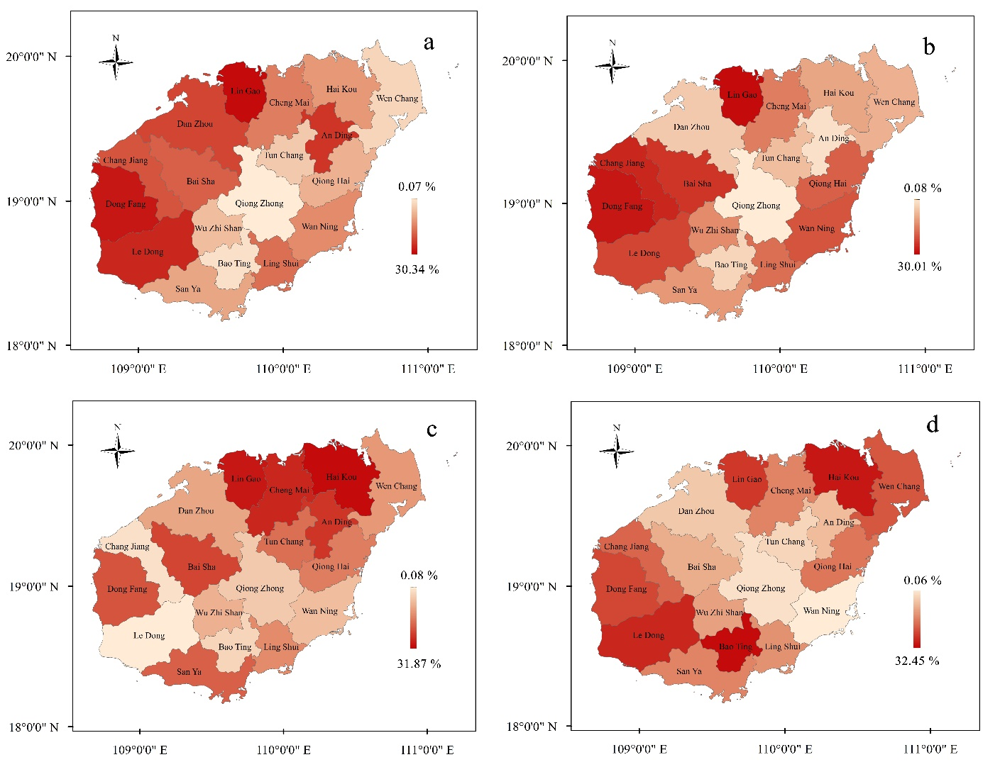 a
N
20°0'0" N
19°0'0" N
18°0'0" N
Lin Gao
Hai Kou
Cheng Mai
Wen Chang
Dan Zhou
An Ding
Tun Chang
Chang Jiang
Bai Sha
Qiong Hai
Dong Fang
Qiong Zhong
Wu Zhi Shan
Wan Ning
Le Dong
Bao Ting
Ling Shui
San Ya
0.07 %
30.34 %
109°0'0" E
110°0'0" E
111°0'0" E
b
N
20°0'0" N
19°0'0" N
18°0'0" N
Lin Gao
Hai Kou
Cheng Mai
Wen Chang
Dan Zhou
An Ding
Tun Chang
Chang Jiang
Bai Sha
Qiong Hai
Dong Fang
Qiong Zhong
Wu Zhi Shan
Wan Ning
Le Dong
Bao Ting
Ling Shui
San Ya
0.08 %
30.01 %
109°0'0" E
110°0'0" E
111°0'0" E
c
N
20°0'0" N
19°0'0" N
18°0'0" N
Lin Gao
Hai Kou
Cheng Mai
Wen Chang
Dan Zhou
An Ding
Tun Chang
Chang Jiang
Bai Sha
Qiong Hai
Dong Fang
Qiong Zhong
Wu Zhi Shan
Wan Ning
Le Dong
Bao Ting
Ling Shui
San Ya
0.08 %
31.87 %
109°0'0" E
110°0'0" E
111°0'0" E
d
N
20°0'0" N
19°0'0" N
18°0'0" N
Lin Gao
Hai Kou
Cheng Mai
Wen Chang
Dan Zhou
An Ding
Tun Chang
Chang Jiang
Bai Sha
Qiong Hai
Dong Fang
Qiong Zhong
Wu Zhi Shan
Wan Ning
Le Dong
Bao Ting
Ling Shui
San Ya
0.06 %
32.45 %
109°0'0" E
110°0'0" E
111°0'0" E